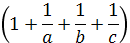 (1 + 1/a + 1/b + 1/c)